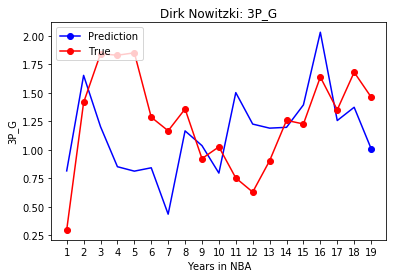 Dirk Nowitzki: 3P_G
Prediction
True
2.00
1.75
1.50
1.25
1.00
0.75
0.50
0.25
3P_G
1 2 3 4 5 6 7 8 9 10 11 12 13 14 15 16 17 18 19
Years in NBA